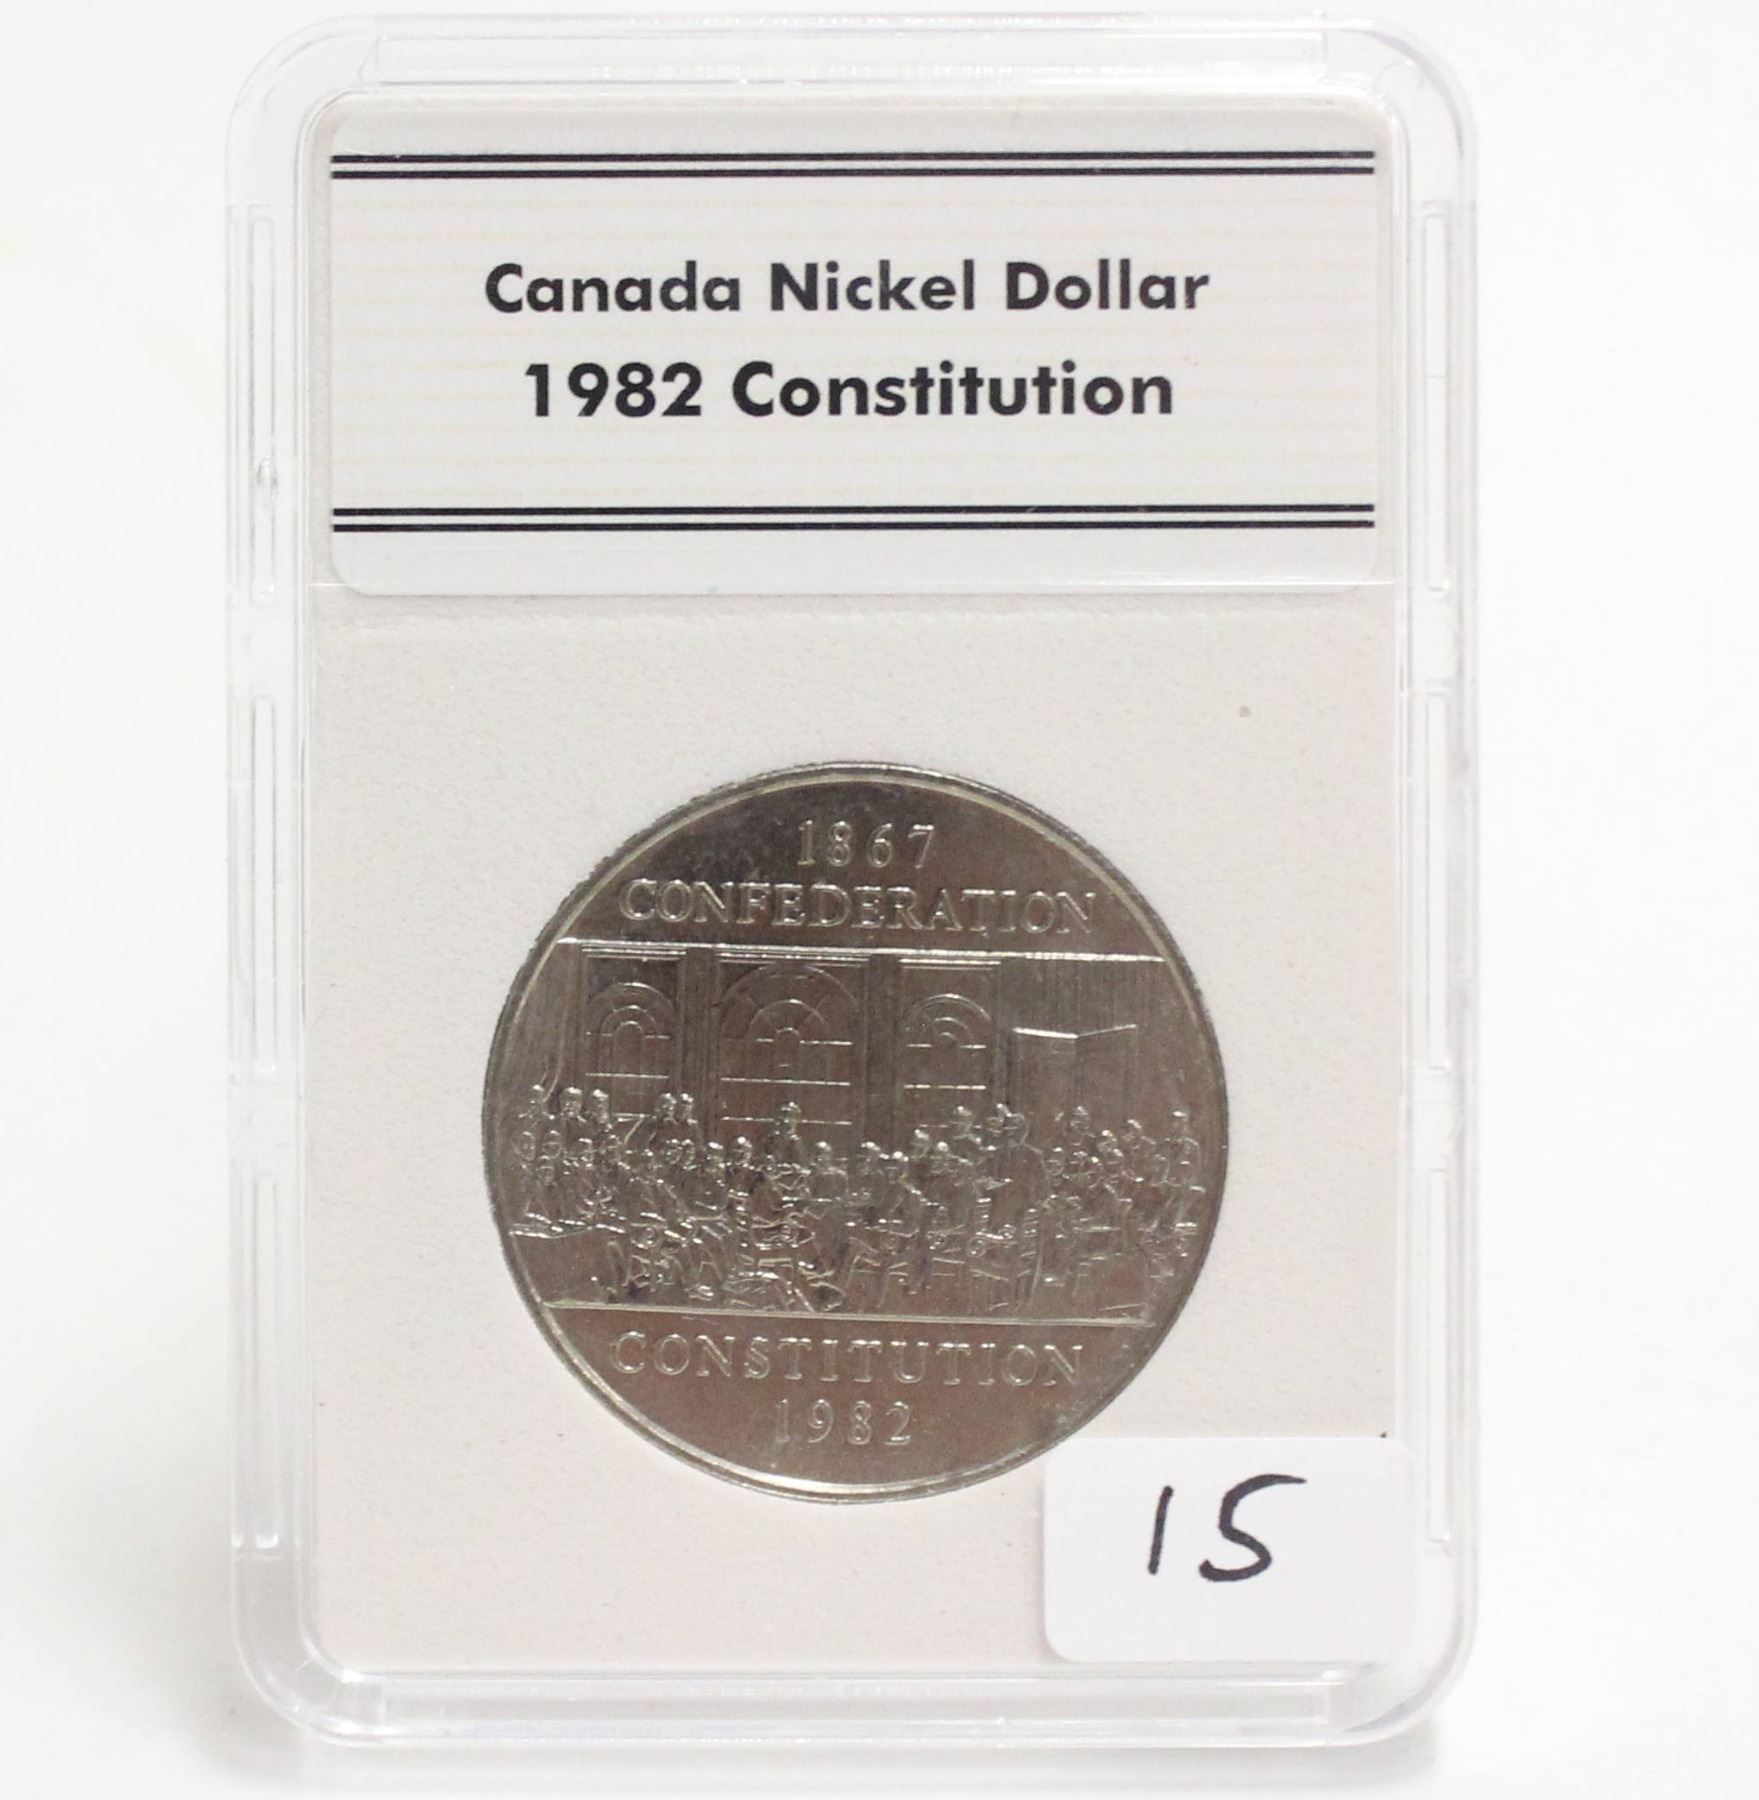 Canada Nickel Dollar
1982 Constitution
1867
CONFEDERATION
CONSTITUTION
1982
15